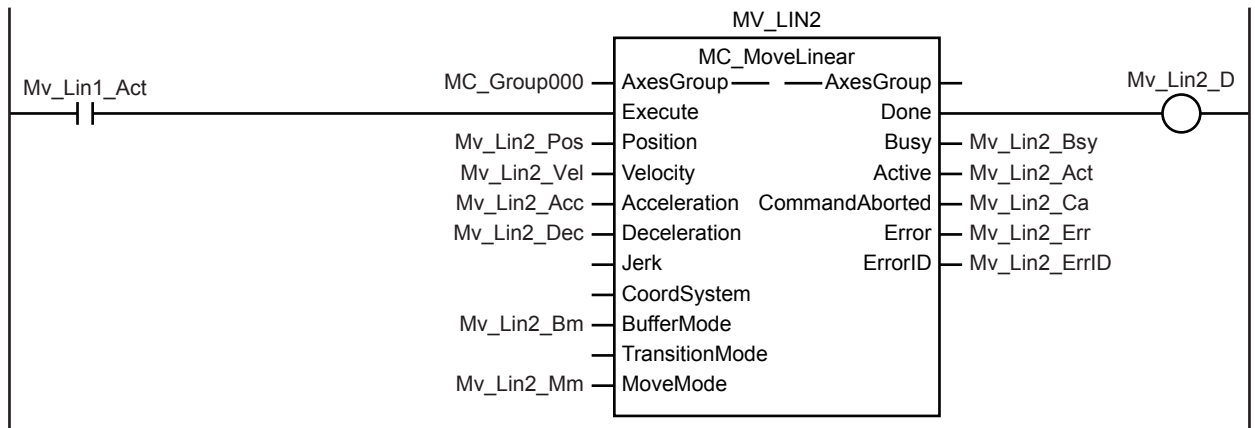 MV_LIN2
MC_MoveLinear
Mv_Lin1_Act
MC_Group000 AxesGroup AxesGroup Mv_Lin2_D
Execute Done
Mv_Lin2_Pos Position Busy Mv_Lin2_Bsy
Mv_Lin2_Vel Velocity Active Mv_Lin2_Act
Mv_Lin2_Acc Acceleration CommandAborted Mv_Lin2_Ca
Mv_Lin2_Dec Deceleration Error Mv_Lin2_Err
Jerk ErrorID Mv_Lin2_ErrID
CoordSystem
Mv_Lin2_Bm BufferMode
TransitionMode
Mv_Lin2_Mm MoveMode